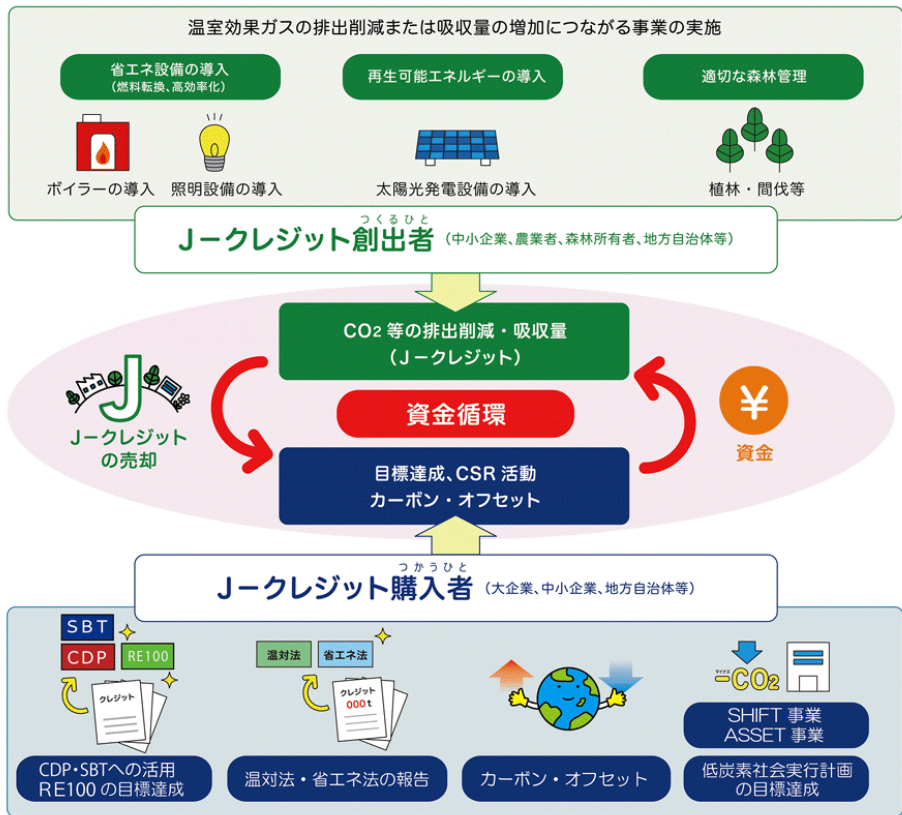 温室効果ガスの排出削減または吸収量の増加につながる事業の実施
省エネ設備の導入
(燃料転換、高効率化)
再生可能エネルギーの導入
適切な森林管理
ボイラーの導入
照明設備の導入
太陽光発電設備の導入
植林・間伐等
つくるひと
Jークレジット創出者 (中小企業、農業者、森林所有者、地方自治体等)
CO2 等の排出削減・吸収量
(Jークレジット)
J
Jークレジット
の売却
資金循環
¥
資金
目標達成、CSR 活動
カーボン・オフセット
つかうひと
Jークレジット購入者 (大企業、中小企業、地方自治体等)
SBT
CDP
RE100
クレジット
CDP・SBTへの活用
RE100 の目標達成
温対法
省エネ法
クレジット
000t
温対法・省エネ法の報告
カーボン・オフセット
マイナス
-CO2
SHIFT 事業
ASSET 事業
低炭素社会実行計画
の目標達成